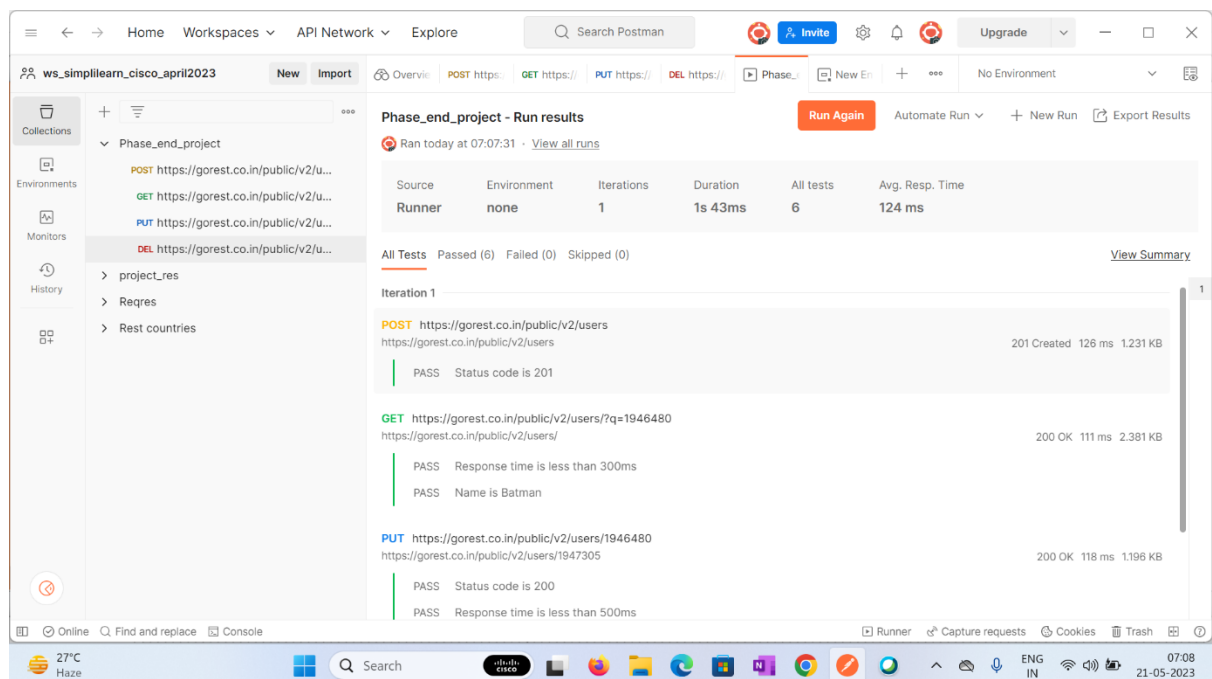 Home Workspaces API Network Explore Search Postman Invite Upgrade
ws_simplilearn_cisco_april2023 New Import Overvie POST https: GET https:// PUT https:// DEL https:// Phase_ New En No Environment
Collections
Environments
Monitors
History
Phase_end_project
POST https://gorest.co.in/public/v2/u...
GET https://gorest.co.in/public/v2/u...
PUT https://gorest.co.in/public/v2/u...
DEL https://gorest.co.in/public/v2/u...
project_res
Reqres
Rest countries
Phase_end_project - Run results Run Again Automate Run New Run Export Results
Ran today at 07:07:31 · View all runs
Source Environment Iterations Duration All tests Avg. Resp. Time
Runner none 1 1s 43ms 6 124 ms
All Tests Passed (6) Failed (0) Skipped (0) View Summary
Iteration 1 1
POST https://gorest.co.in/public/v2/users
https://gorest.co.in/public/v2/users 201 Created 126 ms 1.231 KB
PASS Status code is 201
GET https://gorest.co.in/public/v2/users/?q=1946480
https://gorest.co.in/public/v2/users/ 200 OK 111 ms 2.381 KB
PASS Response time is less than 300ms
PASS Name is Batman
PUT https://gorest.co.in/public/v2/users/1946480
https://gorest.co.in/public/v2/users/1947305 200 OK 118 ms 1.196 KB
PASS Status code is 200
PASS Response time is less than 500ms
Online Find and replace Console Runner Capture requests Cookies Trash
27°C
Haze
Search
CISCO
ENG
IN
07:08
21-05-2023